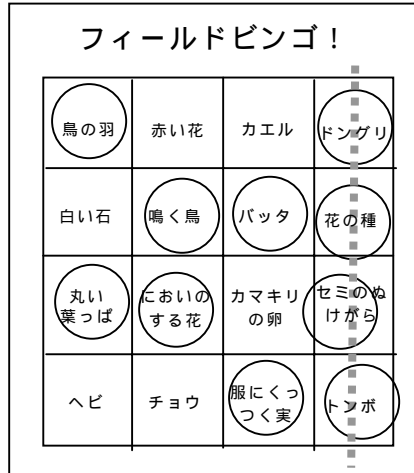 フィールドビンゴ！
鳥の羽 赤い花 カエル ドングリ
白い石 鳴く鳥 バッタ 花の種
丸い
葉っぱ
においの
する花
カマキリ
の卵
セミのぬ
けがら
ヘビ チョウ
服にくっ
つく実
トンボ